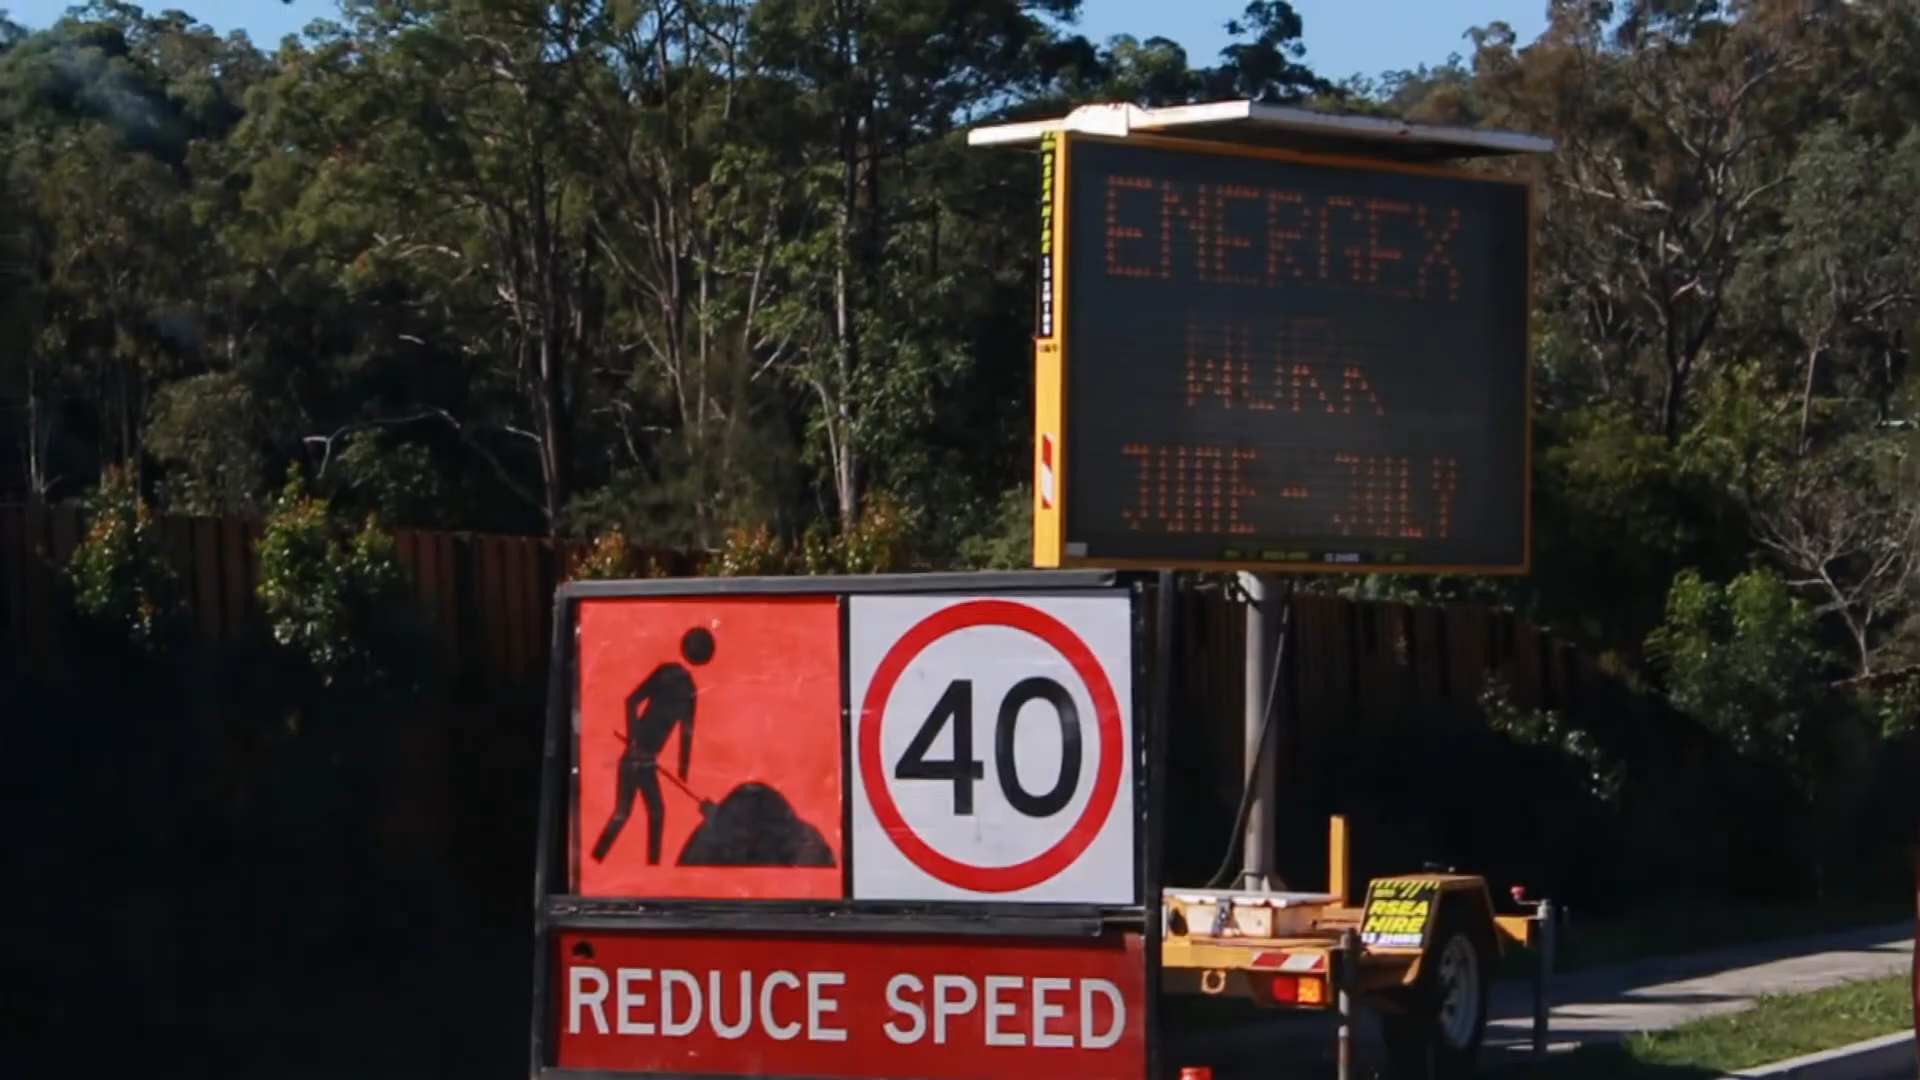 ENERGEX
WORK
JUNE - JULY
40
REDUCE SPEED
RSEA
HIRE